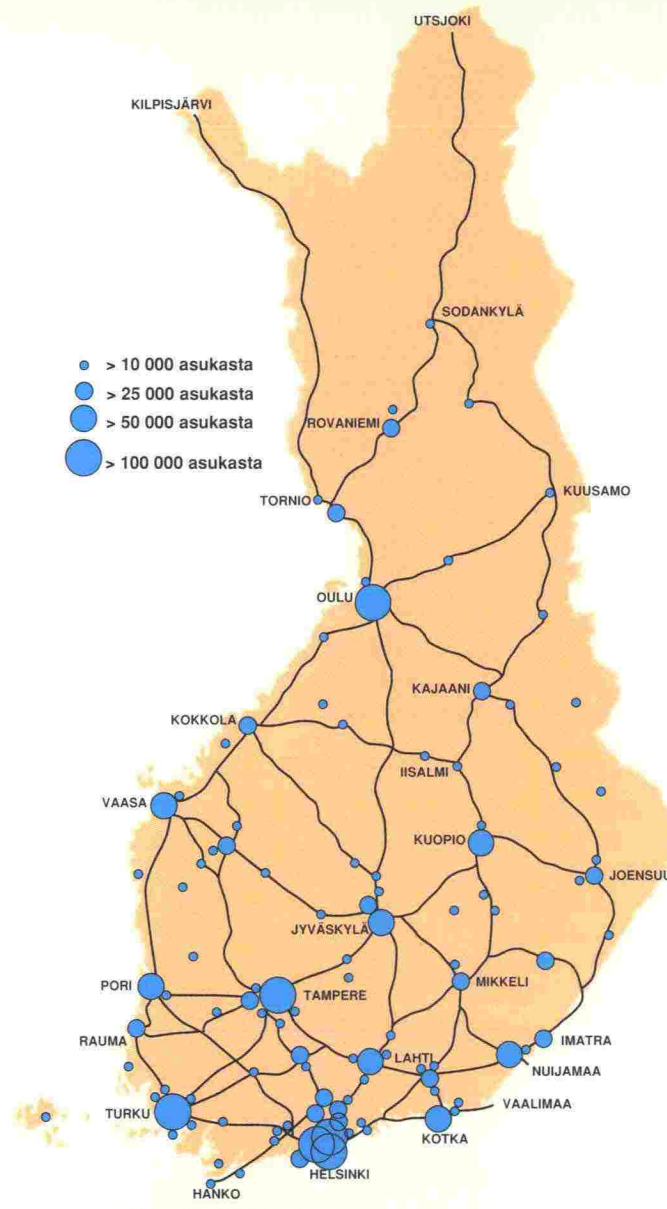 UTSJOKI
KILPISJÄRVI
SODANKYLÄ
> 10 000 asukasta
> 25 000 asukasta
> 50 000 asukasta
> 100 000 asukasta
ROVANIEMI
KUUSAMO
TORNIO
OULU
KAJAANI
KOKKOLA
IISALMI
VAASA
KUOPIO
JOENSUU
JYVÄSKYLÄ
PORI
TAMPERE
MIKKELI
RAUMA
IMATRA
LAHTI
NUIJAMAA
VAALIMAA
TURKU
KOTKA
HELSINKI
HANKO